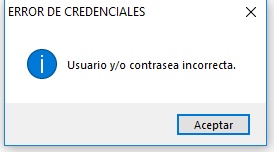 ERROR DE CREDENCIALES
Usuario y/o contrasea incorrecta.
Aceptar